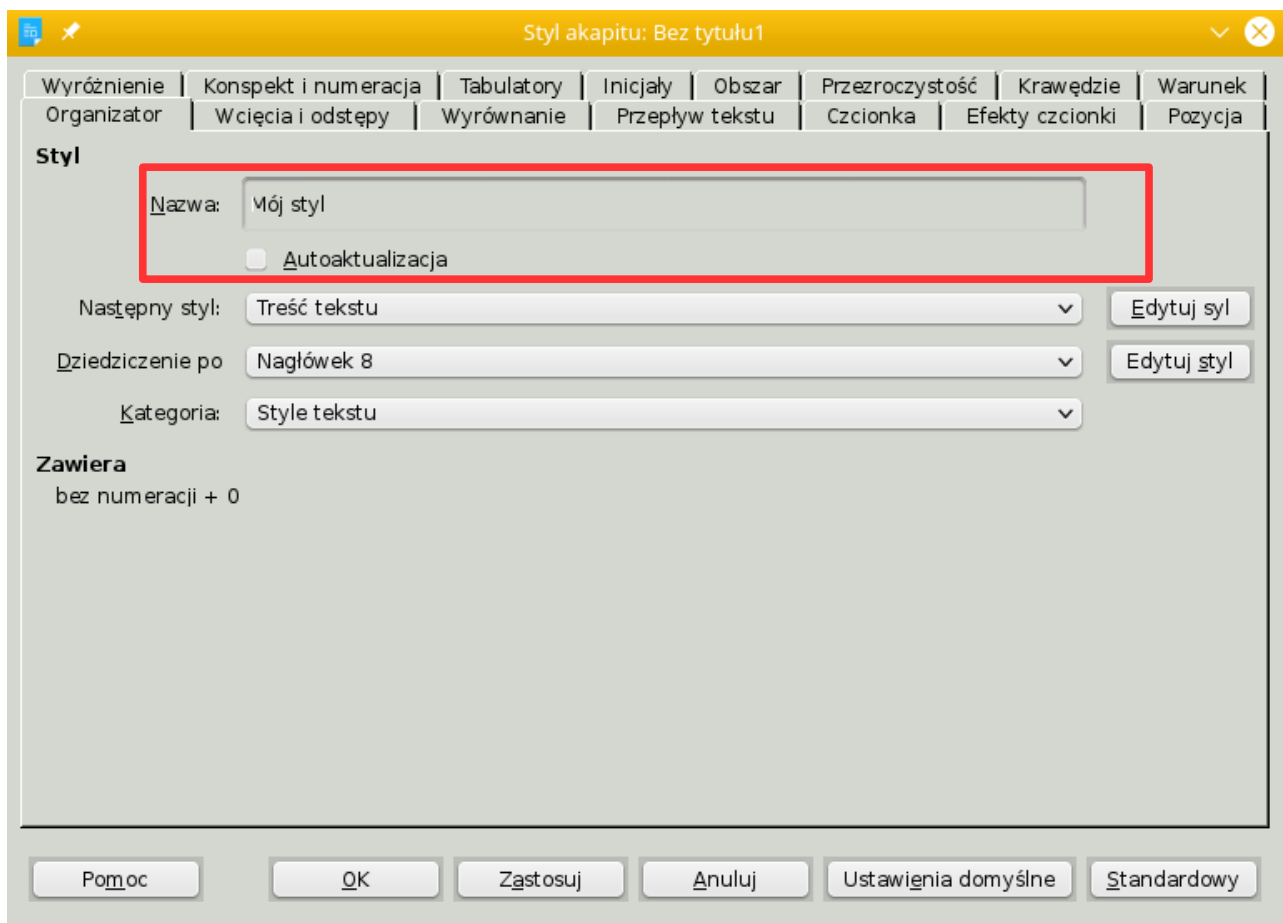 Styl akapitu: Bez tytułu1
Wyróżnienie Konspekt i numeracja Tabulatory Inicjały Obszar Przezroczystość Krawędzie Warunek
Organizator Wcięcia i odstępy Wyrównanie Przepływ tekstu Czcionka Efekty czcionki Pozycja
Styl
Nazwa: Mój styl
Autoaktualizacja
Następny styl: Treść tekstu Edytuj syl
Dziedziczenie po Nagłówek 8 Edytuj styl
Kategoria: Style tekstu
Zawiera
bez numeracji + 0
Pomoc OK Zastosuj Anuluj Ustawienia domyślne Standardowy